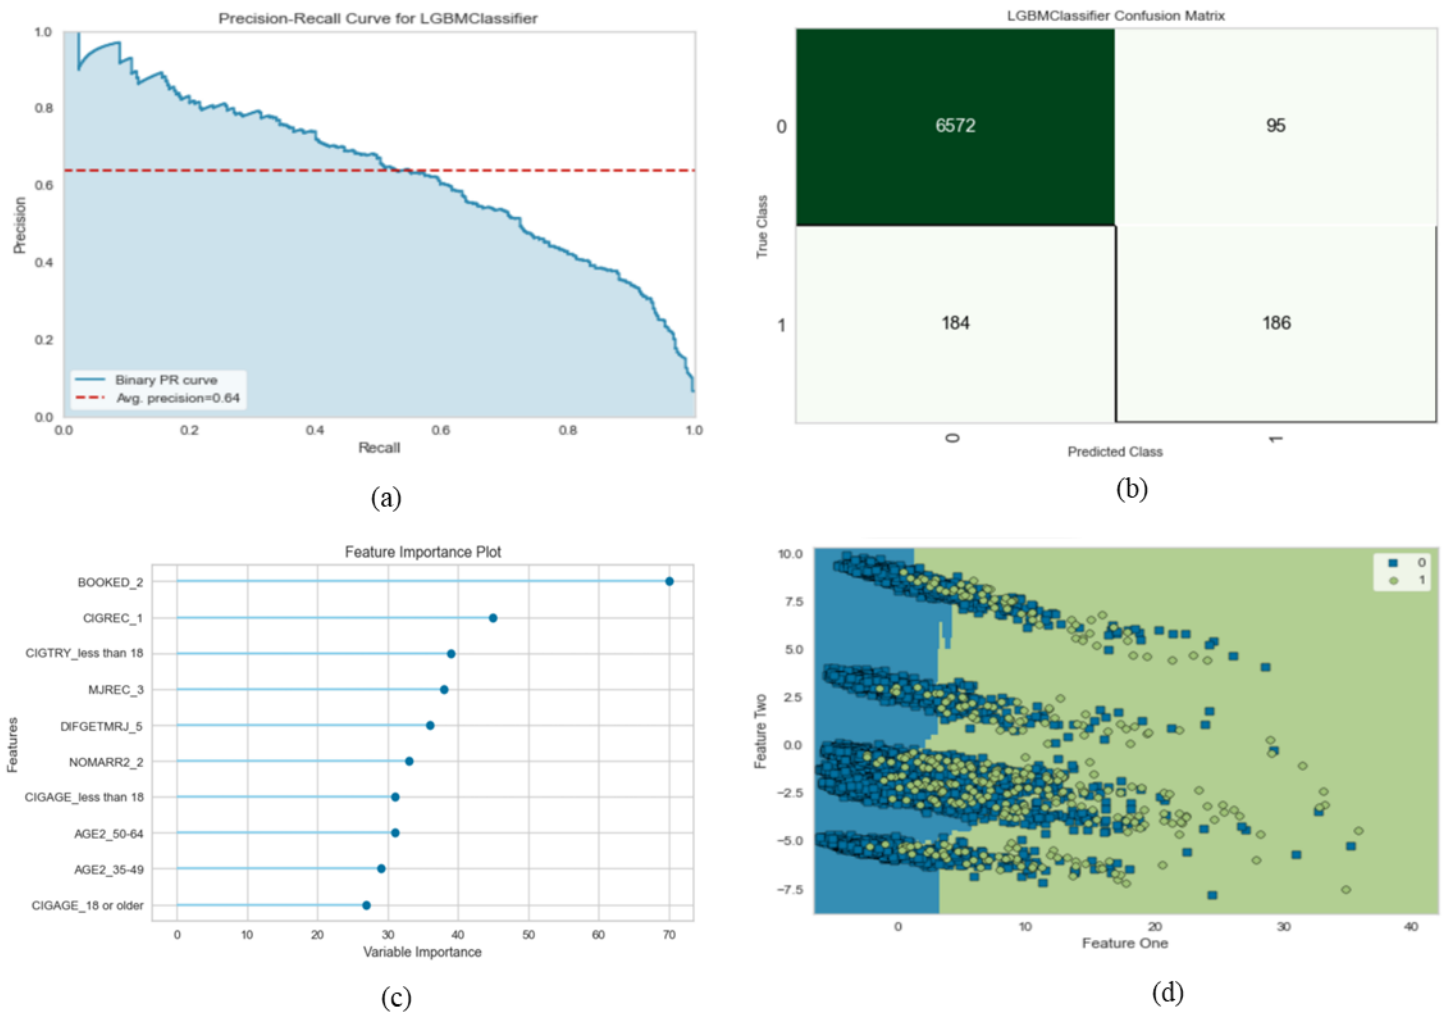 Precision-Recall Curve for LGBMClassifier
1.0
0.8
0.6
0.4
0.2
0.0
Precision
Binary PR curve
Avg. precision=0.64
0.0 0.2 0.4 0.6 0.8 1.0
Recall
(a)
LGBMClassifier Confusion Matrix
True Class
0
6572 95
1
184 186
0 1
Predicted Class
(b)
Feature Importance Plot
Features
BOOKED_2
CIGREC_1
CIGTRY_less than 18
MJREC_3
DIFGETMRJ_5
NOMARR2_2
CIGAGE_less than 18
AGE2_50-64
AGE2_35-49
CIGAGE_18 or older
0 10 20 30 40 50 60 70
Variable Importance
(c)
10.0
7.5
5.0
2.5
0.0
−2.5
−5.0
−7.5
Feature Two
0
1
0 10 20 30 40
Feature One
(d)